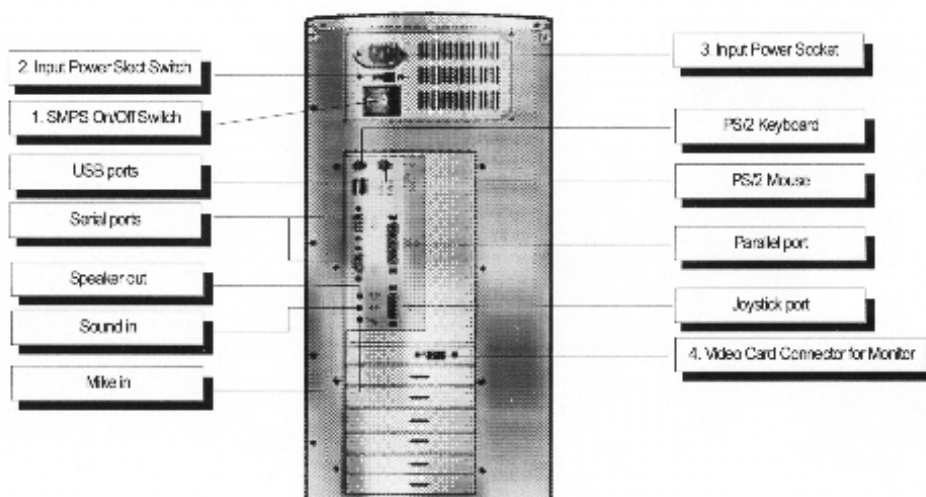 2. Input Power Slect Switch
1. SMPS On/Off Switch
USB ports
Serial ports
Speaker out
Sound in
Mike in
3. Input Power Socket
PS/2 Keyboard
PS/2 Mouse
Parallel port
Joystick port
4. Video Card Connector for Monitor